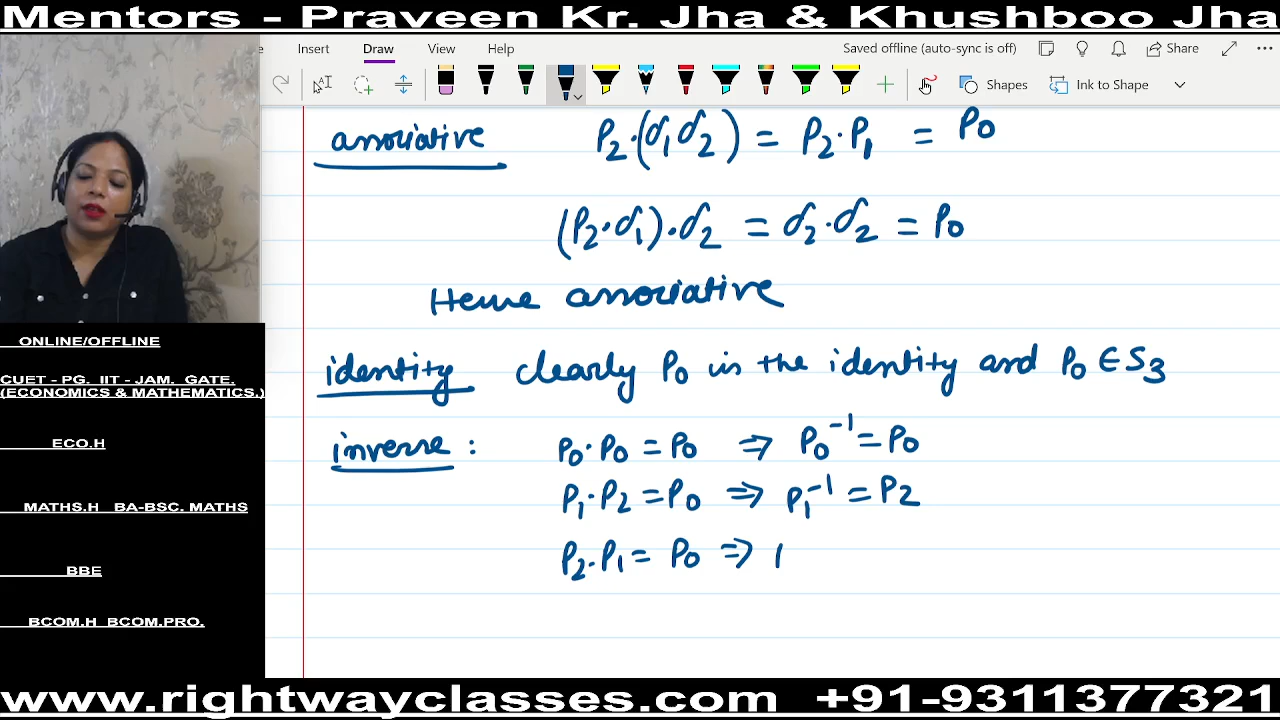 Mentors - Praveen Kr. Jha & Khushboo Jha
Insert Draw View Help Saved offline (auto-sync is off) Share
Shapes Ink to Shape
associative P2·(σ1σ2) = P2·P1 = P0
(P2·σ1)·σ2 = σ2·σ2 = P0
Hence associative
identity clearly P0 is the identity and P0 ∈ S3
inverse : P0·P0 = P0 ⇒ P0⁻¹ = P0
P1·P2 = P0 ⇒ P1⁻¹ = P2
P2·P1 = P0 ⇒
ONLINE/OFFLINE
CUET - PG. IIT - JAM. GATE.
(ECONOMICS & MATHEMATICS.)
ECO.H
MATHS.H BA-BSC. MATHS
BBE
BCOM.H BCOM.PRO.
www.rightwayclasses.com +91-9311377321